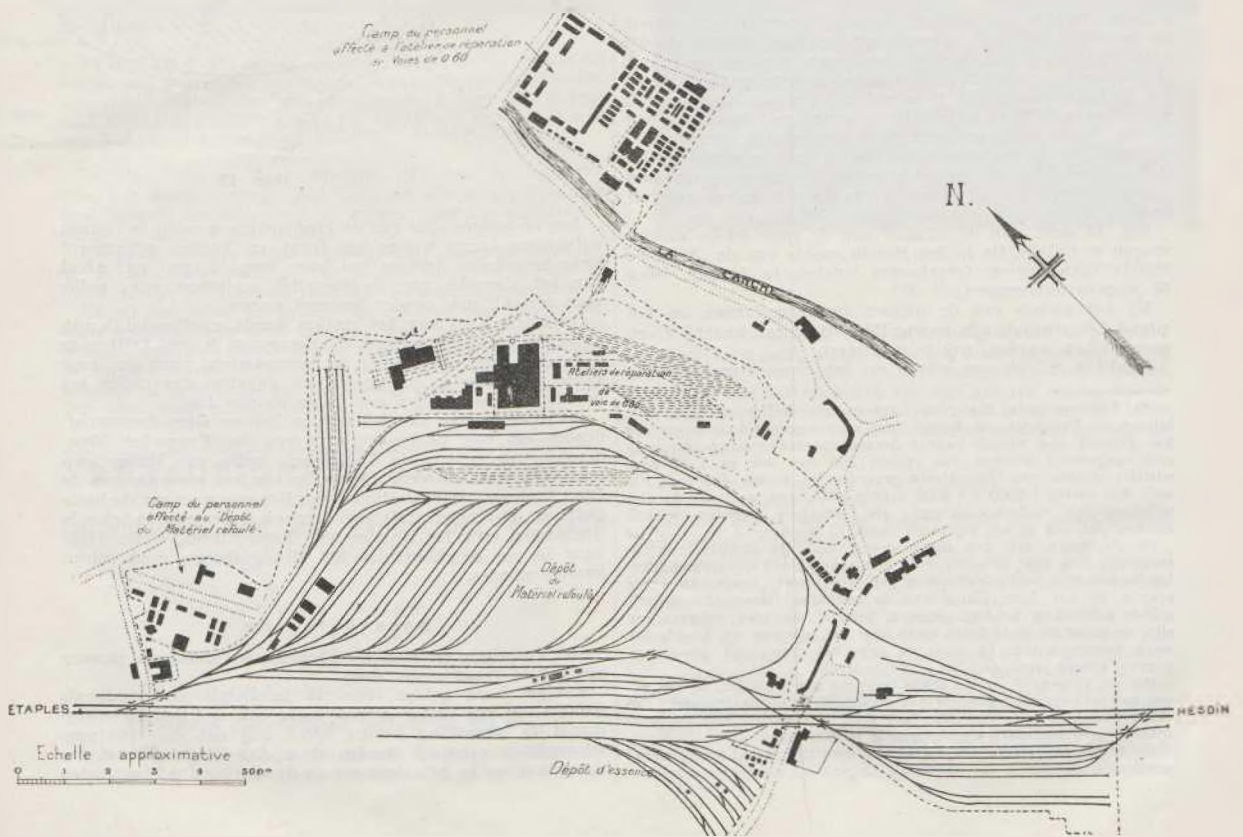 Camp du personnel
affecté à l'atelier de réparation
de Voies de 0.60
N.
LA CANCHE
Ateliers de réparation
de
voie de 0.60
Camp du personnel
affecté au Dépôt
du Matériel refoulé.
Dépôt
du
Matériel refoulé
ETAPLES
HESDIN
Echelle approximative
0 1 2 3 4 500m
Dépôt d'essence